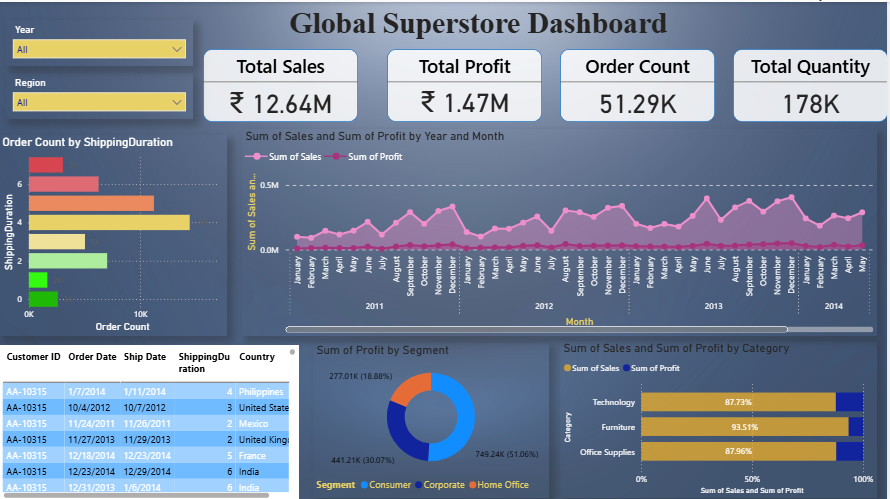 Global Superstore Dashboard
Year
All
Region
All
Total Sales
₹ 12.64M
Total Profit
₹ 1.47M
Order Count
51.29K
Total Quantity
178K
Order Count by ShippingDuration
ShippingDuration
6
4
2
0
0K
10K
Order Count
Sum of Sales and Sum of Profit by Year and Month
Sum of Sales
Sum of Profit
Sum of Sales an...
0.5M
0.0M
January
February
March
April
May
June
July
August
September
October
November
December
January
February
March
April
May
June
July
August
September
October
November
December
January
February
March
April
May
June
July
August
September
October
November
December
January
February
March
April
May
2011
2012
2013
2014
Month
Customer ID Order Date Ship Date ShippingDu Country
ration
AA-10315 1/7/2014 1/11/2014 4 Philippines
AA-10315 10/4/2012 10/7/2012 3 United State
AA-10315 11/24/2011 11/26/2011 2 Mexico
AA-10315 11/27/2013 11/29/2013 2 United King
AA-10315 12/18/2014 12/23/2014 5 France
AA-10315 12/23/2014 12/29/2014 6 India
AA-10315 12/31/2013 1/6/2014 6 India
Sum of Profit by Segment
277.01K (18.88%)
441.21K (30.07%)
749.24K (51.06%)
Segment Consumer Corporate Home Office
Sum of Sales and Sum of Profit by Category
Sum of Sales Sum of Profit
Category
Technology 87.73%
Furniture 93.51%
Office Supplies 87.96%
0% 50% 100%
Sum of Sales and Sum of Profit